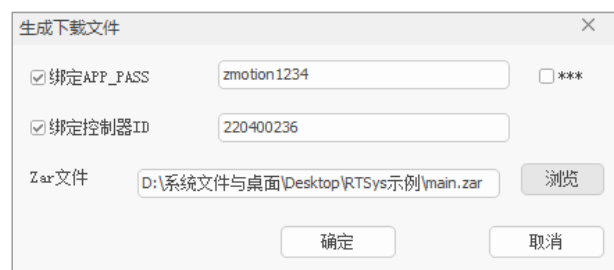 生成下载文件
绑定APP_PASS zmotion1234 ***
绑定控制器ID 220400236
Zar文件 D:\系统文件与桌面\Desktop\RTSys示例\main.zar 浏览
确定 取消